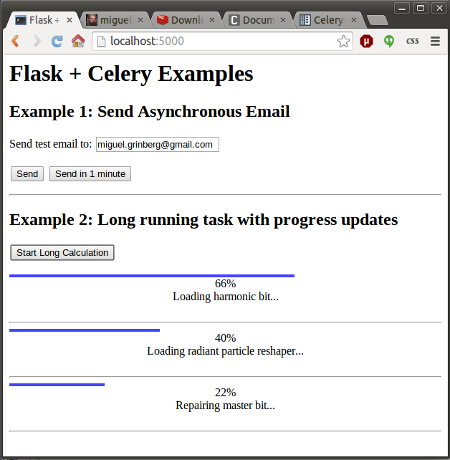 Flask +
miguel
Downlo
Docum
Celery
localhost:5000
css
Flask + Celery Examples
Example 1: Send Asynchronous Email
Send test email to: miguel.grinberg@gmail.com
Send Send in 1 minute
Example 2: Long running task with progress updates
Start Long Calculation
66%
Loading harmonic bit...
40%
Loading radiant particle reshaper...
22%
Repairing master bit...